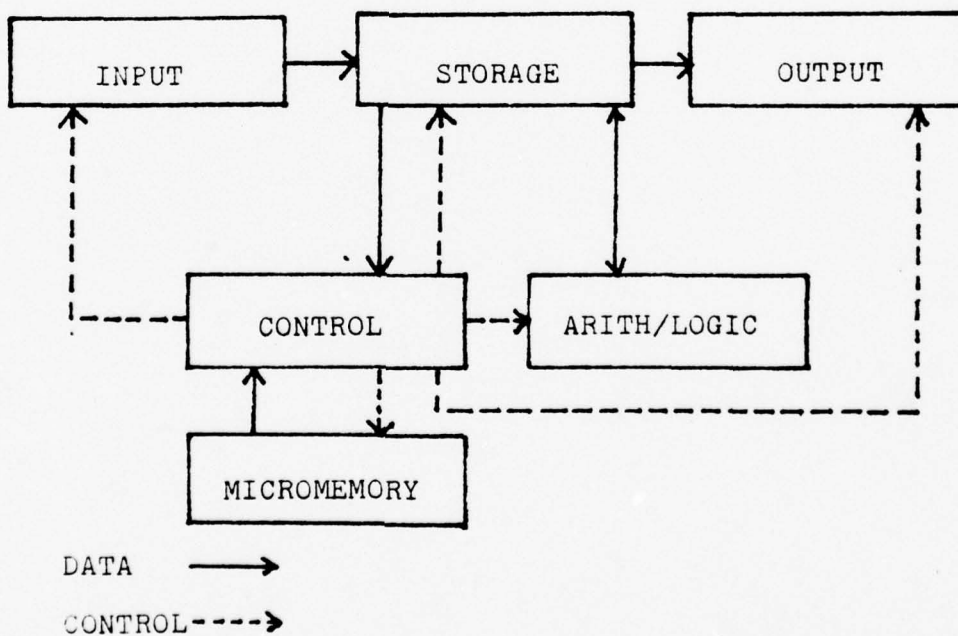 INPUT
STORAGE
OUTPUT
CONTROL
ARITH/LOGIC
MICROMEMORY
DATA
CONTROL